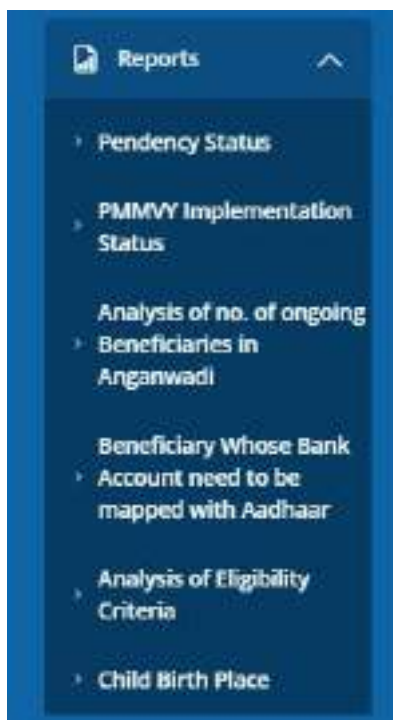 Reports
Pendency Status
PMMVY Implementation
Status
Analysis of no. of ongoing
Beneficiaries in
Anganwadi
Beneficiary Whose Bank
Account need to be
mapped with Aadhaar
Analysis of Eligibility
Criteria
Child Birth Place